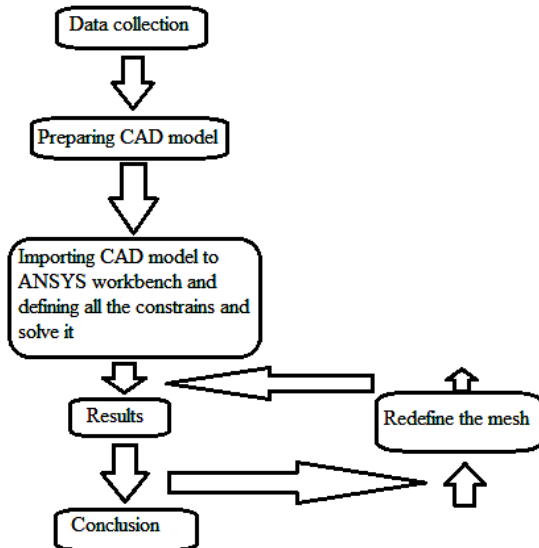 Data collection
Preparing CAD model
Importing CAD model to
ANSYS workbench and
defining all the constrains and
solve it
Results
Redefine the mesh
Conclusion